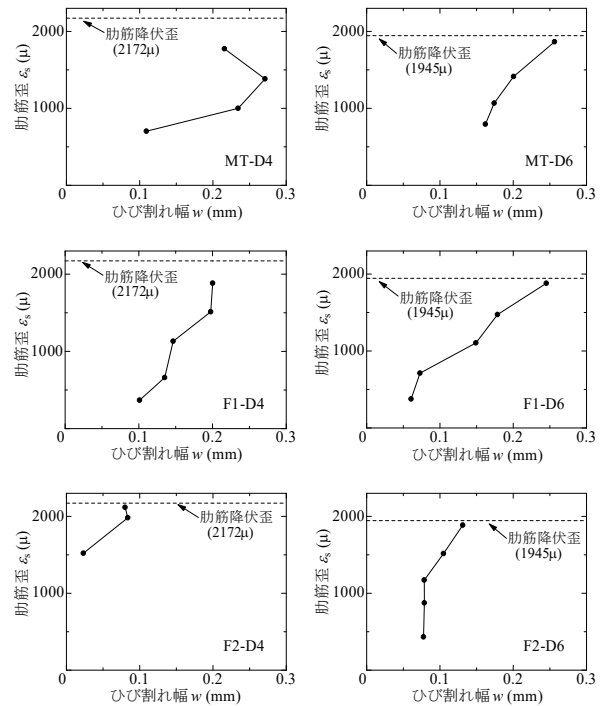 2000
1000
0
肋筋歪 εs (μ)
肋筋降伏歪
(2172μ)
MT-D4
0 0.1 0.2 0.3
ひび割れ幅 w (mm)
2000
1000
0
肋筋歪 εs (μ)
肋筋降伏歪
(1945μ)
MT-D6
0 0.1 0.2 0.3
ひび割れ幅 w (mm)
2000
1000
0
肋筋歪 εs (μ)
肋筋降伏歪
(2172μ)
F1-D4
0 0.1 0.2 0.3
ひび割れ幅 w (mm)
2000
1000
0
肋筋歪 εs (μ)
肋筋降伏歪
(1945μ)
F1-D6
0 0.1 0.2 0.3
ひび割れ幅 w (mm)
2000
1000
0
肋筋歪 εs (μ)
肋筋降伏歪
(2172μ)
F2-D4
0 0.1 0.2 0.3
ひび割れ幅 w (mm)
2000
1000
0
肋筋歪 εs (μ)
肋筋降伏歪
(1945μ)
F2-D6
0 0.1 0.2 0.3
ひび割れ幅 w (mm)